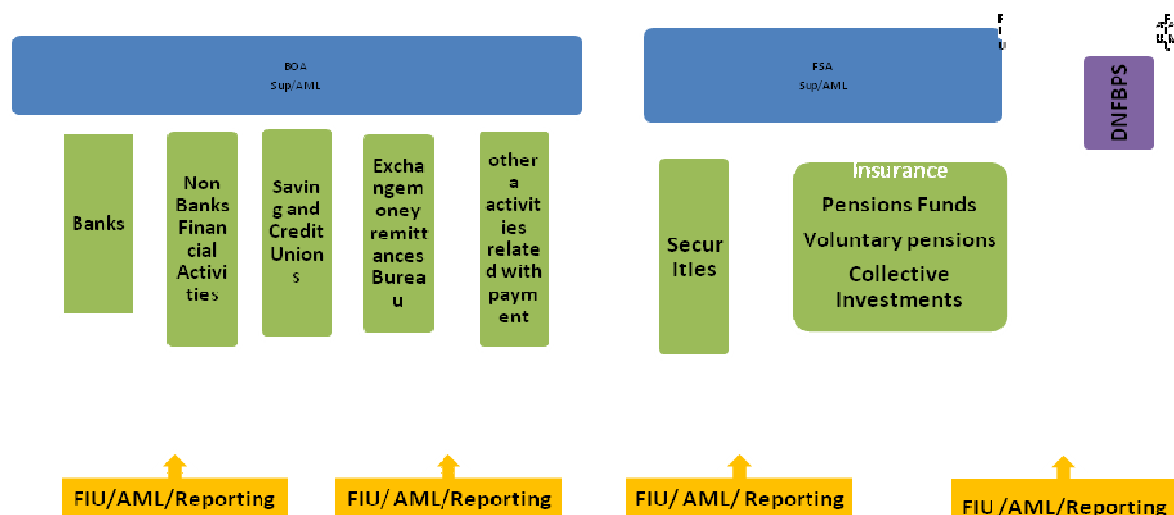 BOA
Sup/AML
FSA
Sup/AML
F
I
U
DNFBPS
Banks
Non
Banks
Finan
cial
Activi
ties
Savin
g and
Credit
Union
s
Excha
ngem
oney
remitt
ances
Burea
u
other
a
activit
ies
relate
d with
paym
ent
Secur
ities
Insurance
Pensions Funds
Voluntary pensions
Collective
Investments
FIU/AML/Reporting
FIU/ AML/Reporting
FIU/ AML/ Reporting
FIU /AML/Reporting